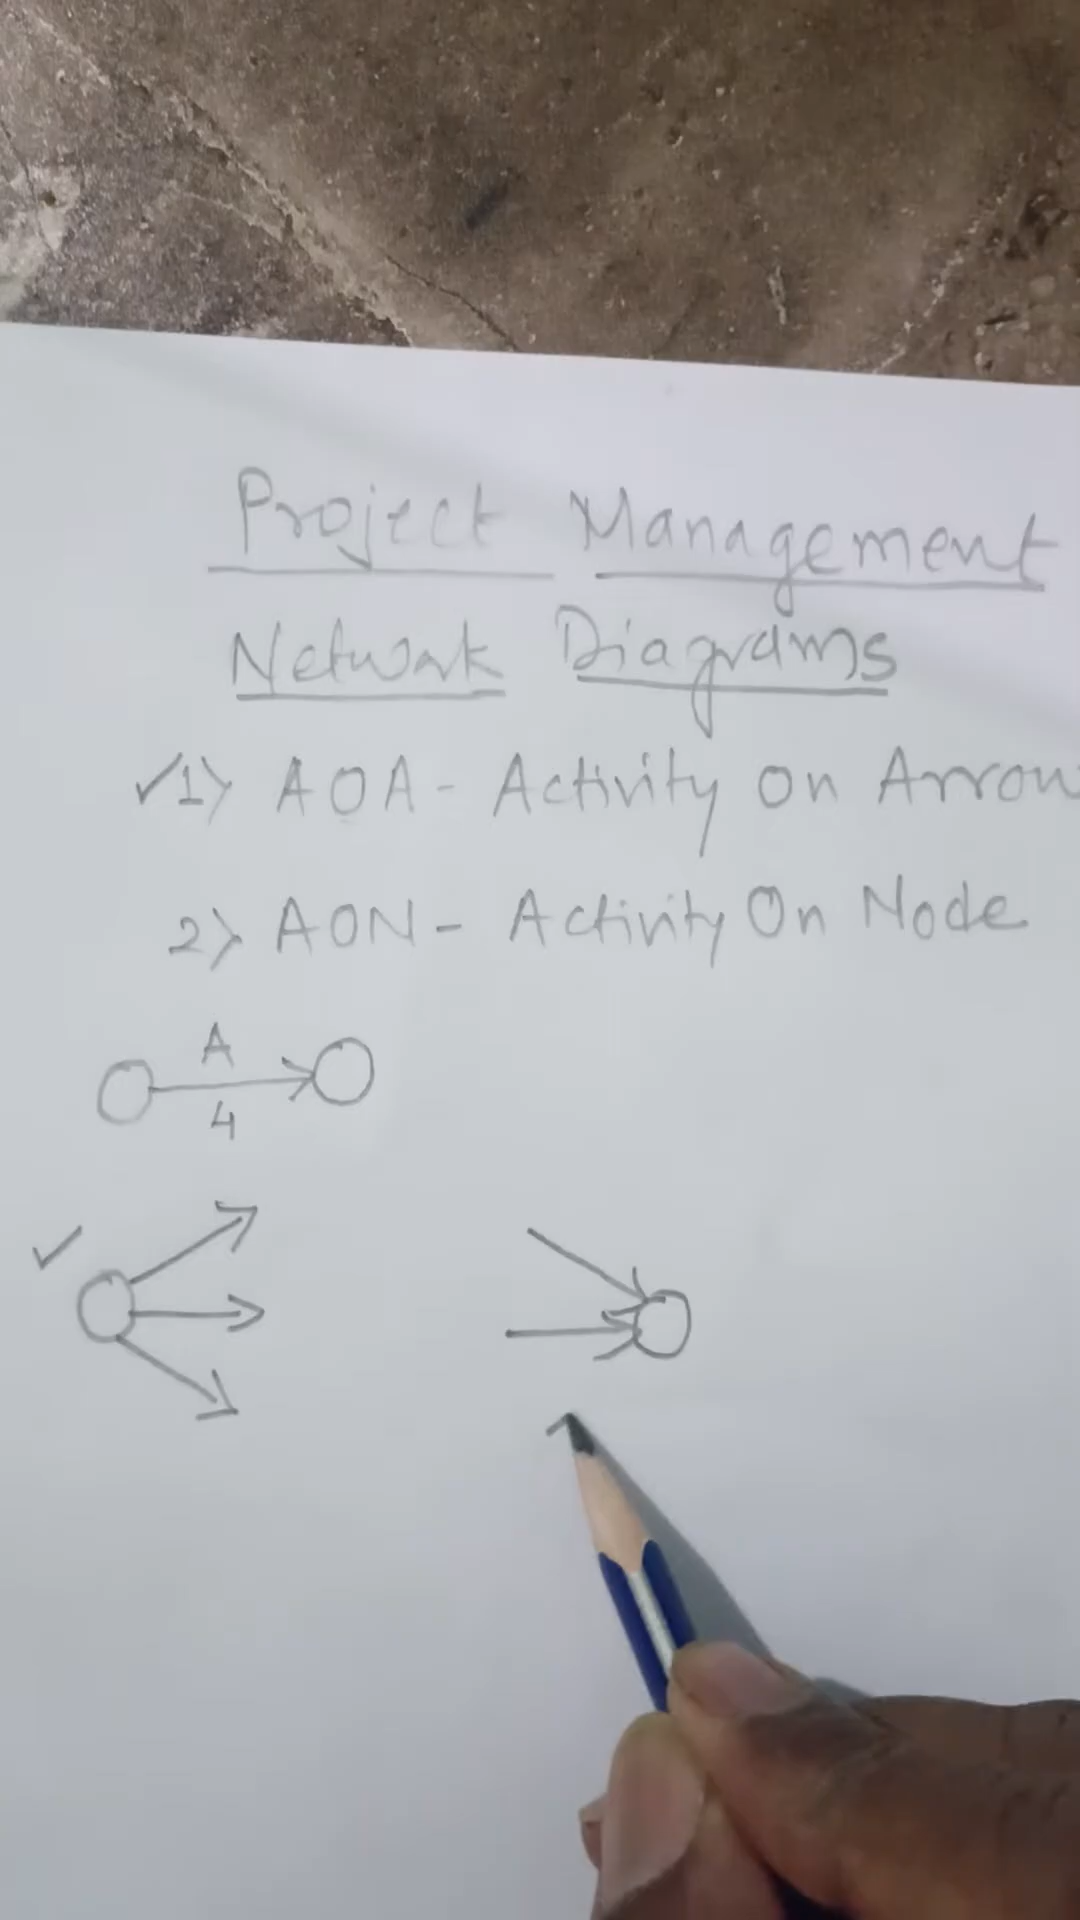 Project Management
Network Diagrams
✓1) AOA - Activity On Arrow
2) AON - Activity On Node
A
4